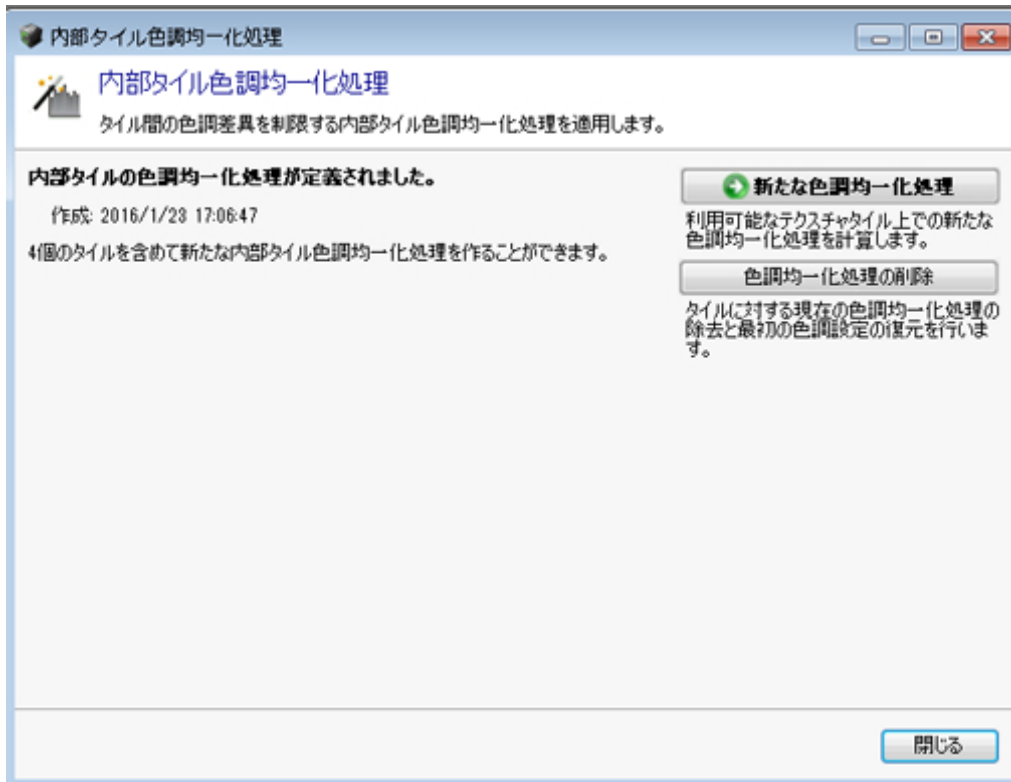 内部タイル色調均一化処理
内部タイル色調均一化処理
タイル間の色調差異を制限する内部タイル色調均一化処理を適用します。
内部タイルの色調均一化処理が定義されました。
作成: 2016/1/23 17:06:47
4個のタイルを含めて新たな内部タイル色調均一化処理を作ることができます。
新たな色調均一化処理
利用可能なテクスチャタイル上での新たな
色調均一化処理を計算します。
色調均一化処理の削除
タイルに対する現在の色調均一化処理の
除去と最初の色調設定の復元を行いま
す。
閉じる